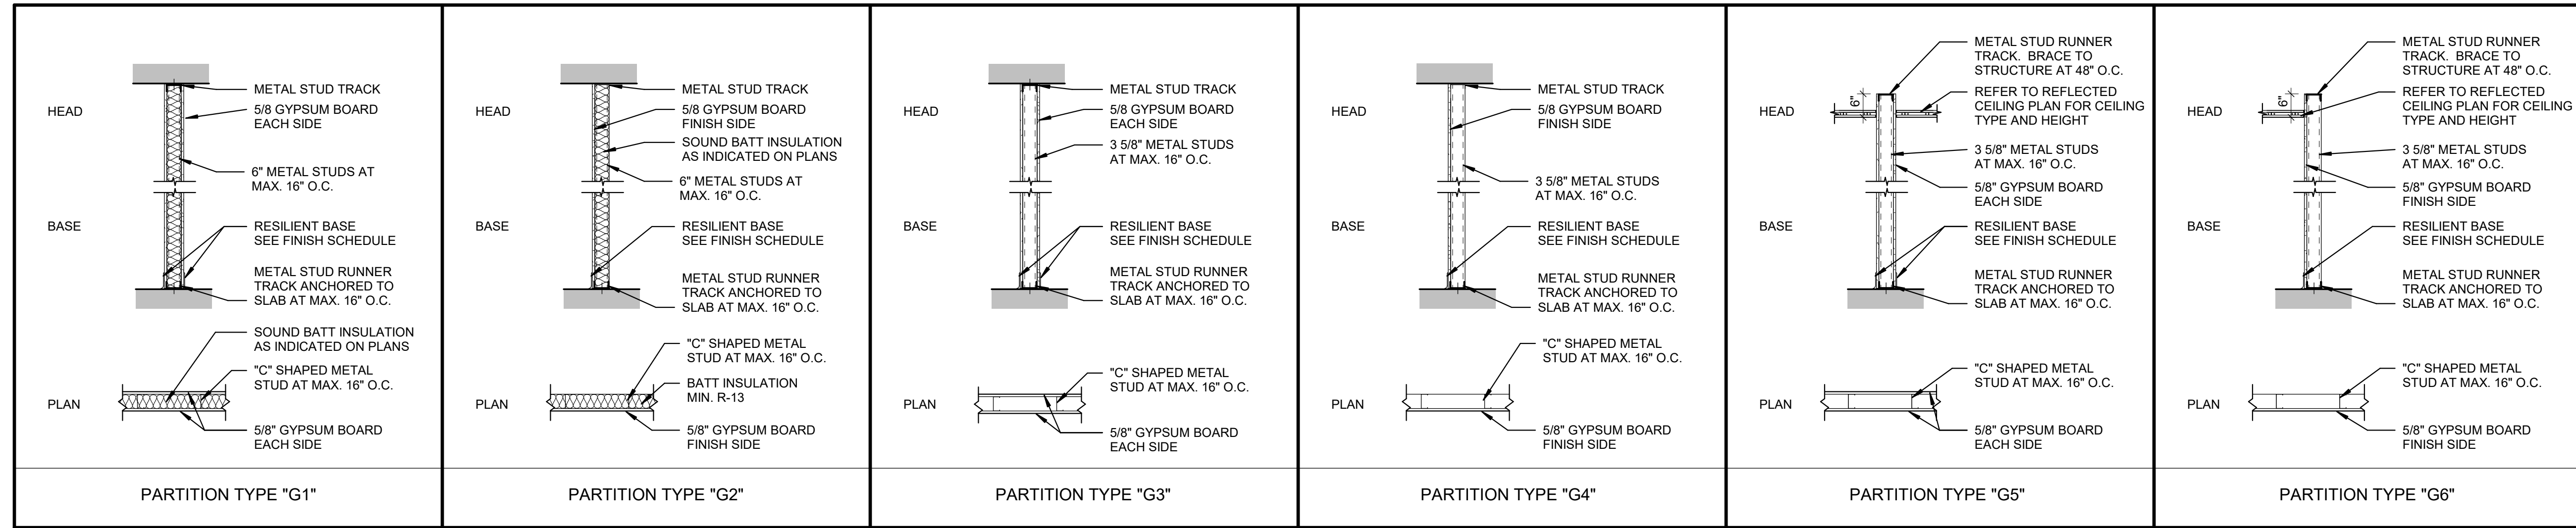 HEAD
METAL STUD TRACK
5/8 GYPSUM BOARD
EACH SIDE
6" METAL STUDS AT
MAX. 16" O.C.
BASE
RESILIENT BASE
SEE FINISH SCHEDULE
METAL STUD RUNNER
TRACK ANCHORED TO
SLAB AT MAX. 16" O.C.
SOUND BATT INSULATION
AS INDICATED ON PLANS
"C" SHAPED METAL
STUD AT MAX. 16" O.C.
PLAN
5/8" GYPSUM BOARD
EACH SIDE
PARTITION TYPE "G1"
HEAD
METAL STUD TRACK
5/8 GYPSUM BOARD
FINISH SIDE
SOUND BATT INSULATION
AS INDICATED ON PLANS
6" METAL STUDS AT
MAX. 16" O.C.
BASE
RESILIENT BASE
SEE FINISH SCHEDULE
METAL STUD RUNNER
TRACK ANCHORED TO
SLAB AT MAX. 16" O.C.
"C" SHAPED METAL
STUD AT MAX. 16" O.C.
BATT INSULATION
MIN. R-13
PLAN
5/8" GYPSUM BOARD
FINISH SIDE
PARTITION TYPE "G2"
HEAD
METAL STUD TRACK
5/8 GYPSUM BOARD
EACH SIDE
3 5/8" METAL STUDS
AT MAX. 16" O.C.
BASE
RESILIENT BASE
SEE FINISH SCHEDULE
METAL STUD RUNNER
TRACK ANCHORED TO
SLAB AT MAX. 16" O.C.
"C" SHAPED METAL
STUD AT MAX. 16" O.C.
PLAN
5/8" GYPSUM BOARD
EACH SIDE
PARTITION TYPE "G3"
HEAD
METAL STUD TRACK
5/8 GYPSUM BOARD
FINISH SIDE
3 5/8" METAL STUDS
AT MAX. 16" O.C.
BASE
RESILIENT BASE
SEE FINISH SCHEDULE
METAL STUD RUNNER
TRACK ANCHORED TO
SLAB AT MAX. 16" O.C.
"C" SHAPED METAL
STUD AT MAX. 16" O.C.
PLAN
5/8" GYPSUM BOARD
FINISH SIDE
PARTITION TYPE "G4"
METAL STUD RUNNER
TRACK. BRACE TO
STRUCTURE AT 48" O.C.
HEAD
6"
REFER TO REFLECTED
CEILING PLAN FOR CEILING
TYPE AND HEIGHT
3 5/8" METAL STUDS
AT MAX. 16" O.C.
5/8" GYPSUM BOARD
EACH SIDE
BASE
RESILIENT BASE
SEE FINISH SCHEDULE
METAL STUD RUNNER
TRACK ANCHORED TO
SLAB AT MAX. 16" O.C.
"C" SHAPED METAL
STUD AT MAX. 16" O.C.
PLAN
5/8" GYPSUM BOARD
EACH SIDE
PARTITION TYPE "G5"
METAL STUD RUNNER
TRACK. BRACE TO
STRUCTURE AT 48" O.C.
HEAD
6"
REFER TO REFLECTED
CEILING PLAN FOR CEILING
TYPE AND HEIGHT
3 5/8" METAL STUDS
AT MAX. 16" O.C.
5/8" GYPSUM BOARD
FINISH SIDE
BASE
RESILIENT BASE
SEE FINISH SCHEDULE
METAL STUD RUNNER
TRACK ANCHORED TO
SLAB AT MAX. 16" O.C.
"C" SHAPED METAL
STUD AT MAX. 16" O.C.
PLAN
5/8" GYPSUM BOARD
FINISH SIDE
PARTITION TYPE "G6"